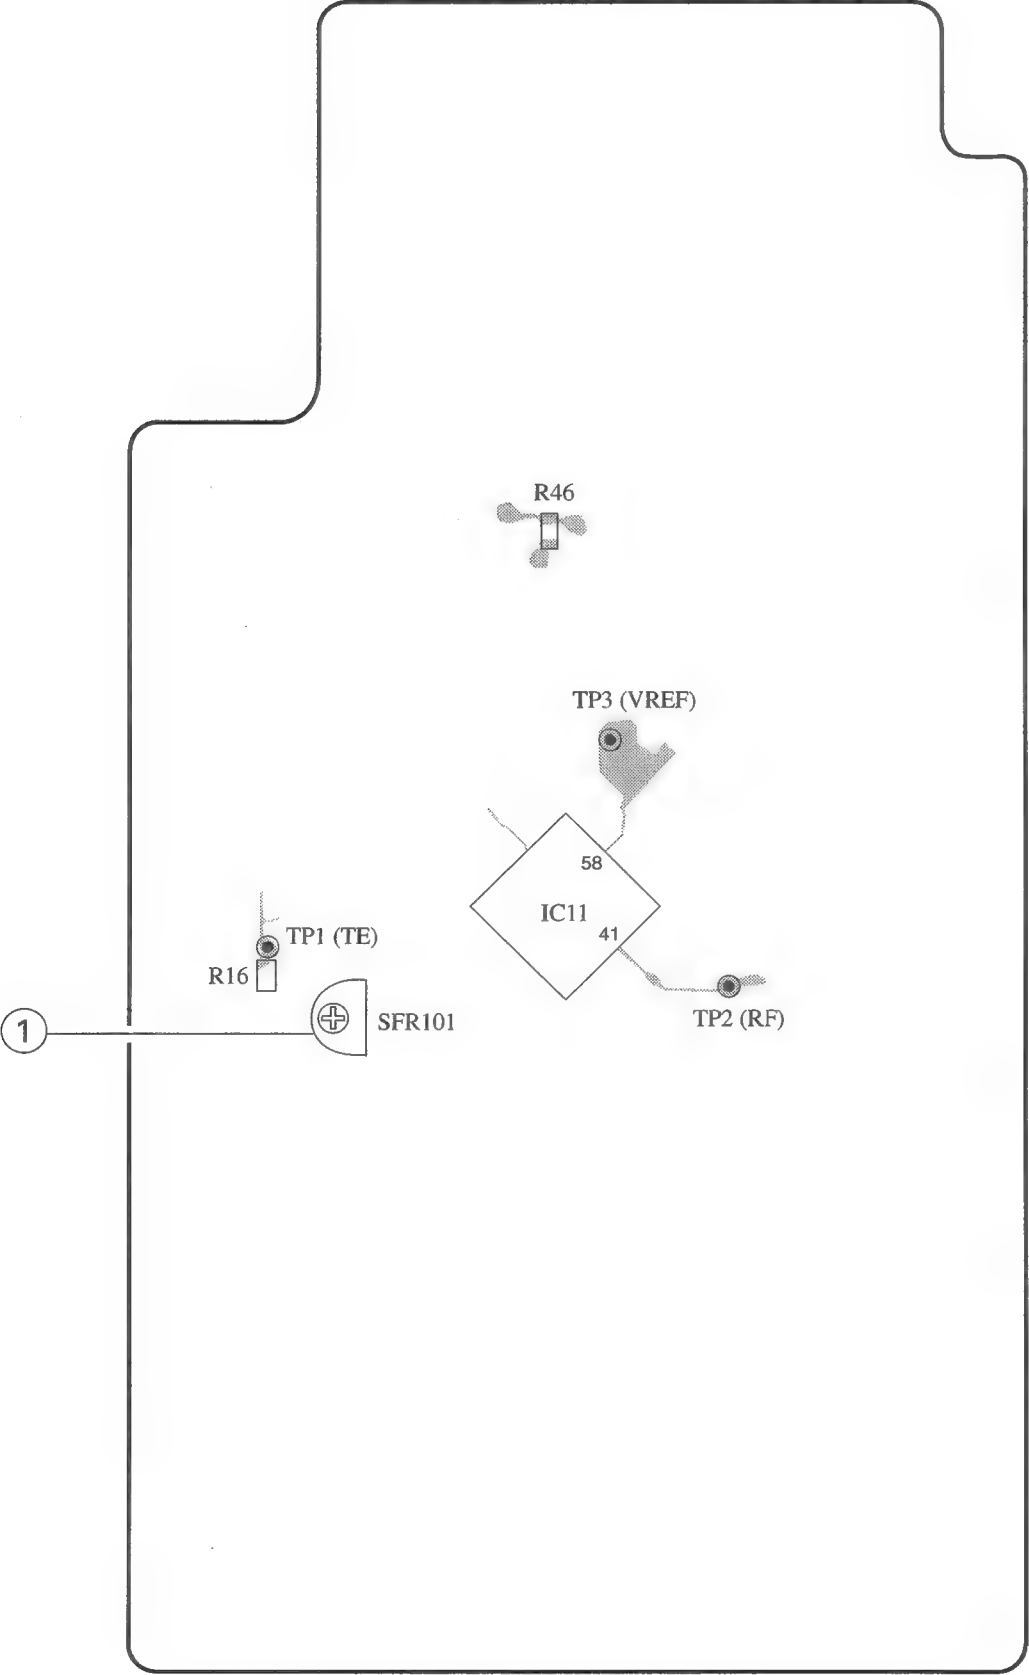 R46
TP3 (VREF)
58
IC11
41
TP1 (TE)
R16
TP2 (RF)
1
SFR101